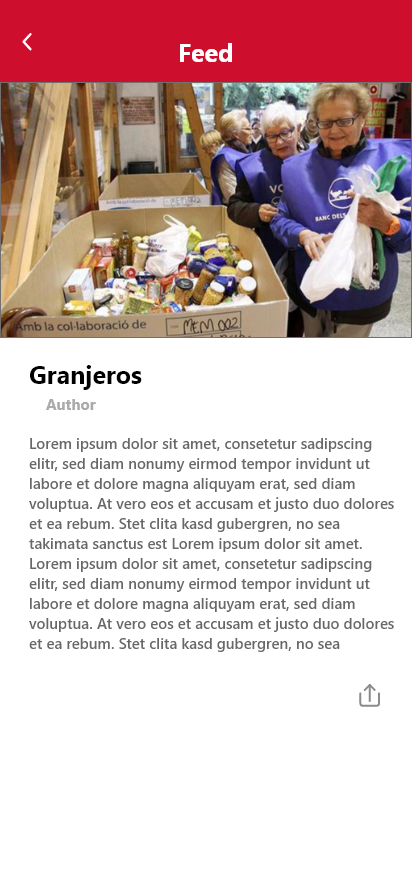 Feed
VO
BANC DELS
Amb la col·laboració de
MEM 002
Granjeros
Author
Lorem ipsum dolor sit amet, consetetur sadipscing
elitr, sed diam nonumy eirmod tempor invidunt ut
labore et dolore magna aliquyam erat, sed diam
voluptua. At vero eos et accusam et justo duo dolores
et ea rebum. Stet clita kasd gubergren, no sea
takimata sanctus est Lorem ipsum dolor sit amet.
Lorem ipsum dolor sit amet, consetetur sadipscing
elitr, sed diam nonumy eirmod tempor invidunt ut
labore et dolore magna aliquyam erat, sed diam
voluptua. At vero eos et accusam et justo duo dolores
et ea rebum. Stet clita kasd gubergren, no sea